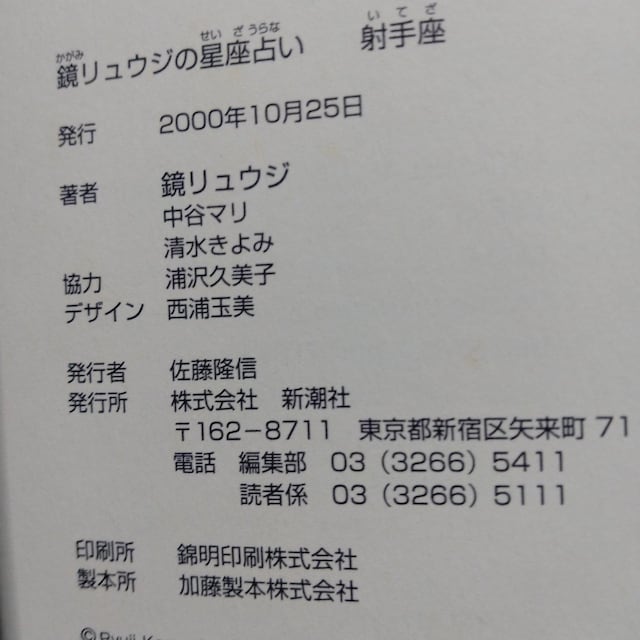 鏡リュウジの星座占い　射手座
発行　2000年10月25日
著者　鏡リュウジ
中谷マリ
清水きよみ
協力　浦沢久美子
デザイン　西浦玉美
発行者　佐藤隆信
発行所　株式会社　新潮社
〒162-8711　東京都新宿区矢来町 71
電話　編集部　03（3266）5411
読者係　03（3266）5111
印刷所　錦明印刷株式会社
製本所　加藤製本株式会社
©Ryuji